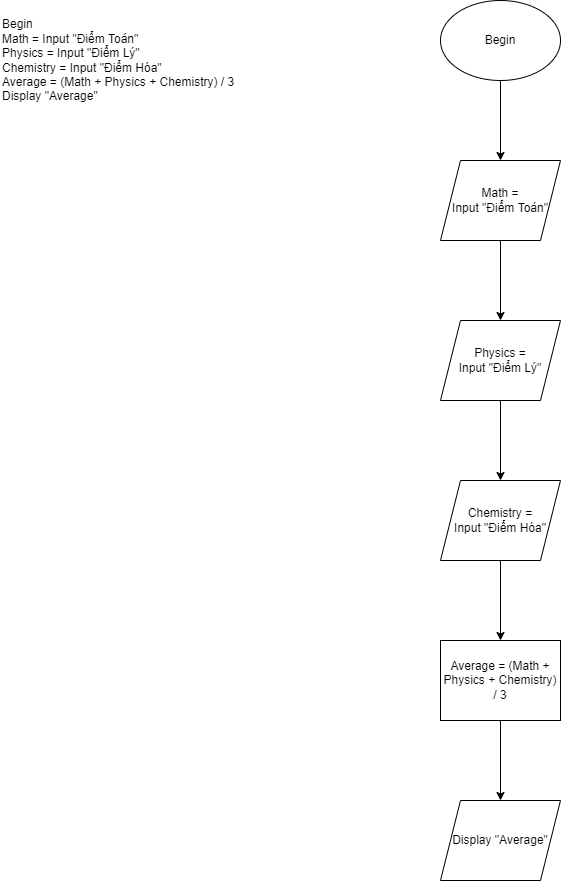 Begin
Math = Input "Điểm Toán"
Physics = Input "Điểm Lý"
Chemistry = Input "Điểm Hóa"
Average = (Math + Physics + Chemistry) / 3
Display "Average"
Begin
Math =
Input "Điểm Toán"
Physics =
Input "Điểm Lý"
Chemistry =
Input "Điểm Hóa"
Average = (Math +
Physics + Chemistry)
/ 3
Display "Average"